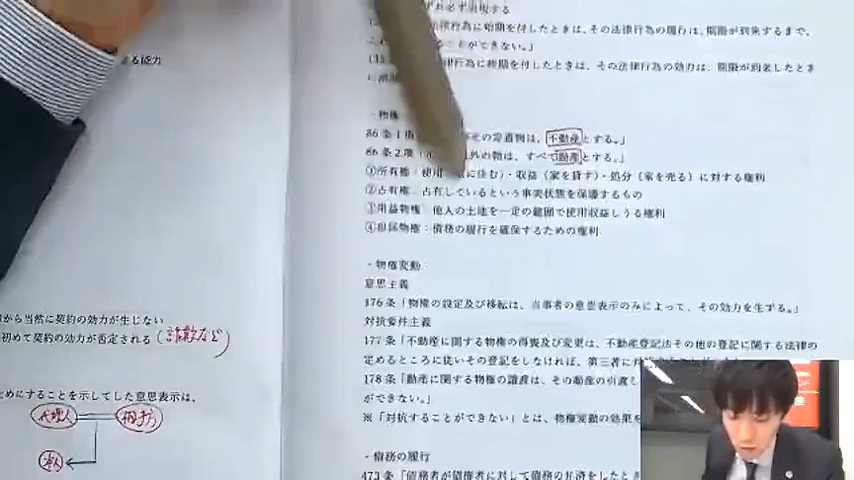 まる能力
から当然に契約の効力が生じない
初めて契約の効力が否定される (詐欺など)
ためにすることを示してした意思表示は、
代理人 相手方
本人
れ必ず出現する
法律行為に始期を付したときは、その法律行為の履行は、期限が到来するまで、
ことができない。」
律行為に終期を付したときは、その法律行為の効力は、期限が到来したとき
・物権
86条1項 その定着物は、不動産とする。」
86条2項 以外の物は、すべて動産とする。」
①所有権：使用 に住む)・収益(家を貸す)・処分(家を売る)に対する権利
②占有権：占有しているという事実状態を保護するもの
③用益物権：他人の土地を一定の範囲で使用収益しうる権利
④担保物権：債務の履行を確保するための権利
・物権変動
意思主義
176条「物権の設定及び移転は、当事者の意思表示のみによって、その効力を生ずる。」
対抗要件主義
177条「不動産に関する物権の得喪及び変更は、不動産登記法その他の登記に関する法律の
定めるところに従いその登記をしなければ、第三者に
178条「動産に関する物権の譲渡は、その動産の引渡し
ができない。」
※「対抗することができない」とは、物権変動の効果を
・債務の履行
473条「債務者が債権者に対して債務の弁済をしたとき